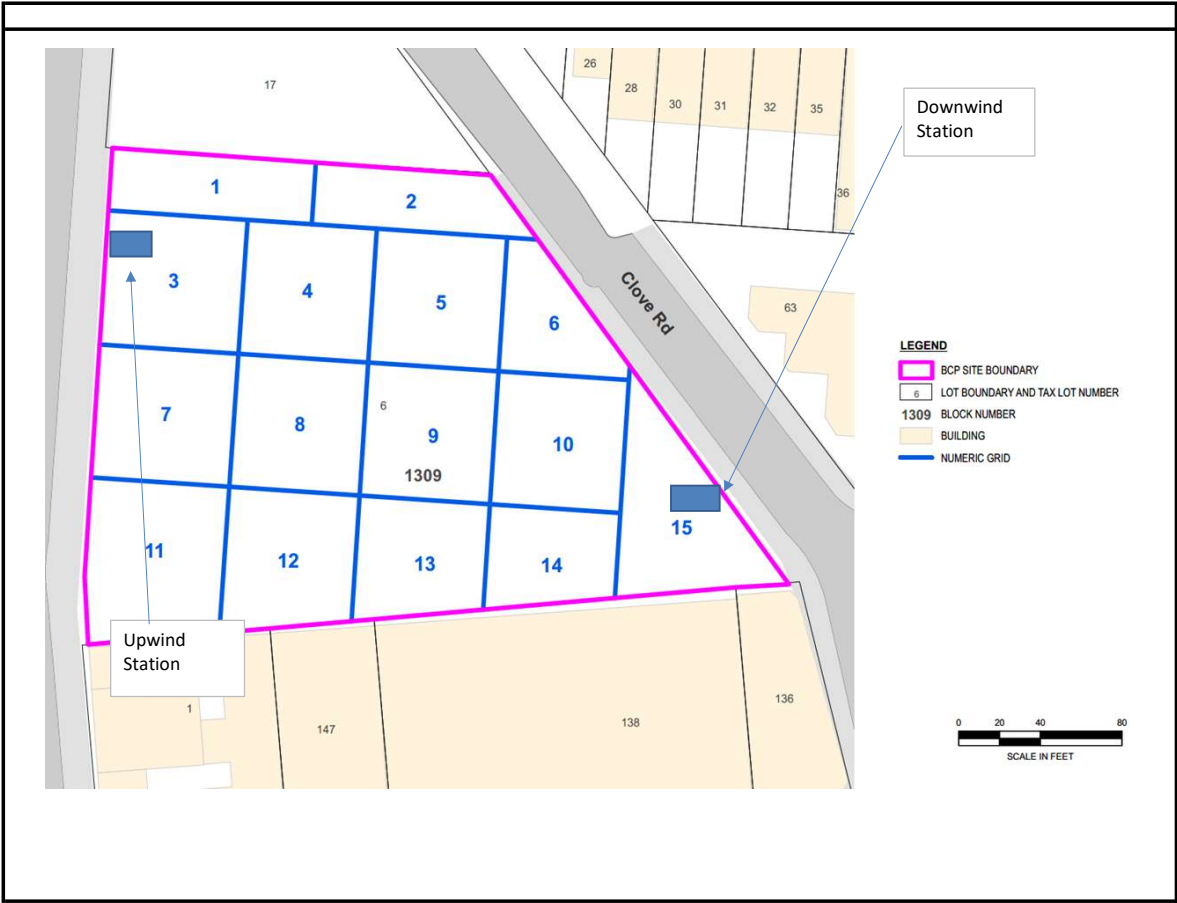 17
26
28
30
31
32
35
36
Downwind
Station
1
2
3
4
5
6
Clove Rd
63
7
8
6
9
1309
10
11
12
13
14
15
LEGEND
BCP SITE BOUNDARY
6 LOT BOUNDARY AND TAX LOT NUMBER
1309 BLOCK NUMBER
BUILDING
NUMERIC GRID
Upwind
Station
1
147
138
136
0 20 40 80
SCALE IN FEET